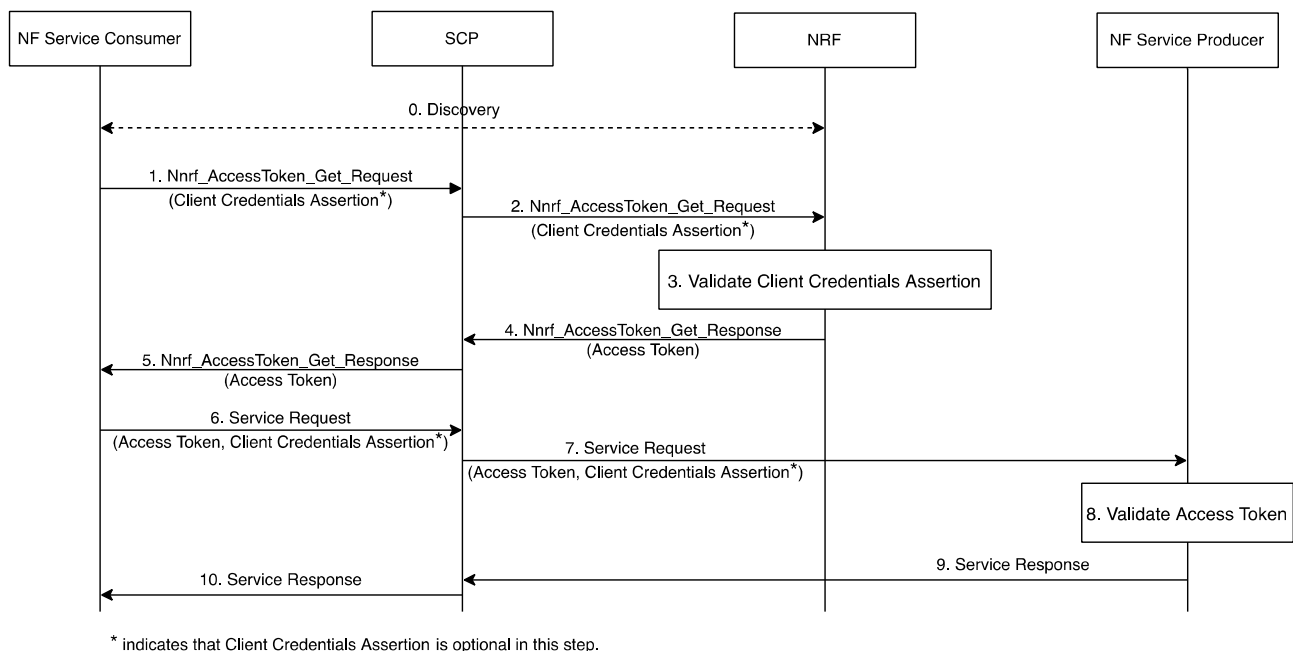 NF Service Consumer
SCP
NRF
NF Service Producer
0. Discovery
1. Nnrf_AccessToken_Get_Request
(Client Credentials Assertion*)
2. Nnrf_AccessToken_Get_Request
(Client Credentials Assertion*)
3. Validate Client Credentials Assertion
4. Nnrf_AccessToken_Get_Response
(Access Token)
5. Nnrf_AccessToken_Get_Response
(Access Token)
6. Service Request
(Access Token, Client Credentials Assertion*)
7. Service Request
(Access Token, Client Credentials Assertion*)
8. Validate Access Token
9. Service Response
10. Service Response
* indicates that Client Credentials Assertion is optional in this step.